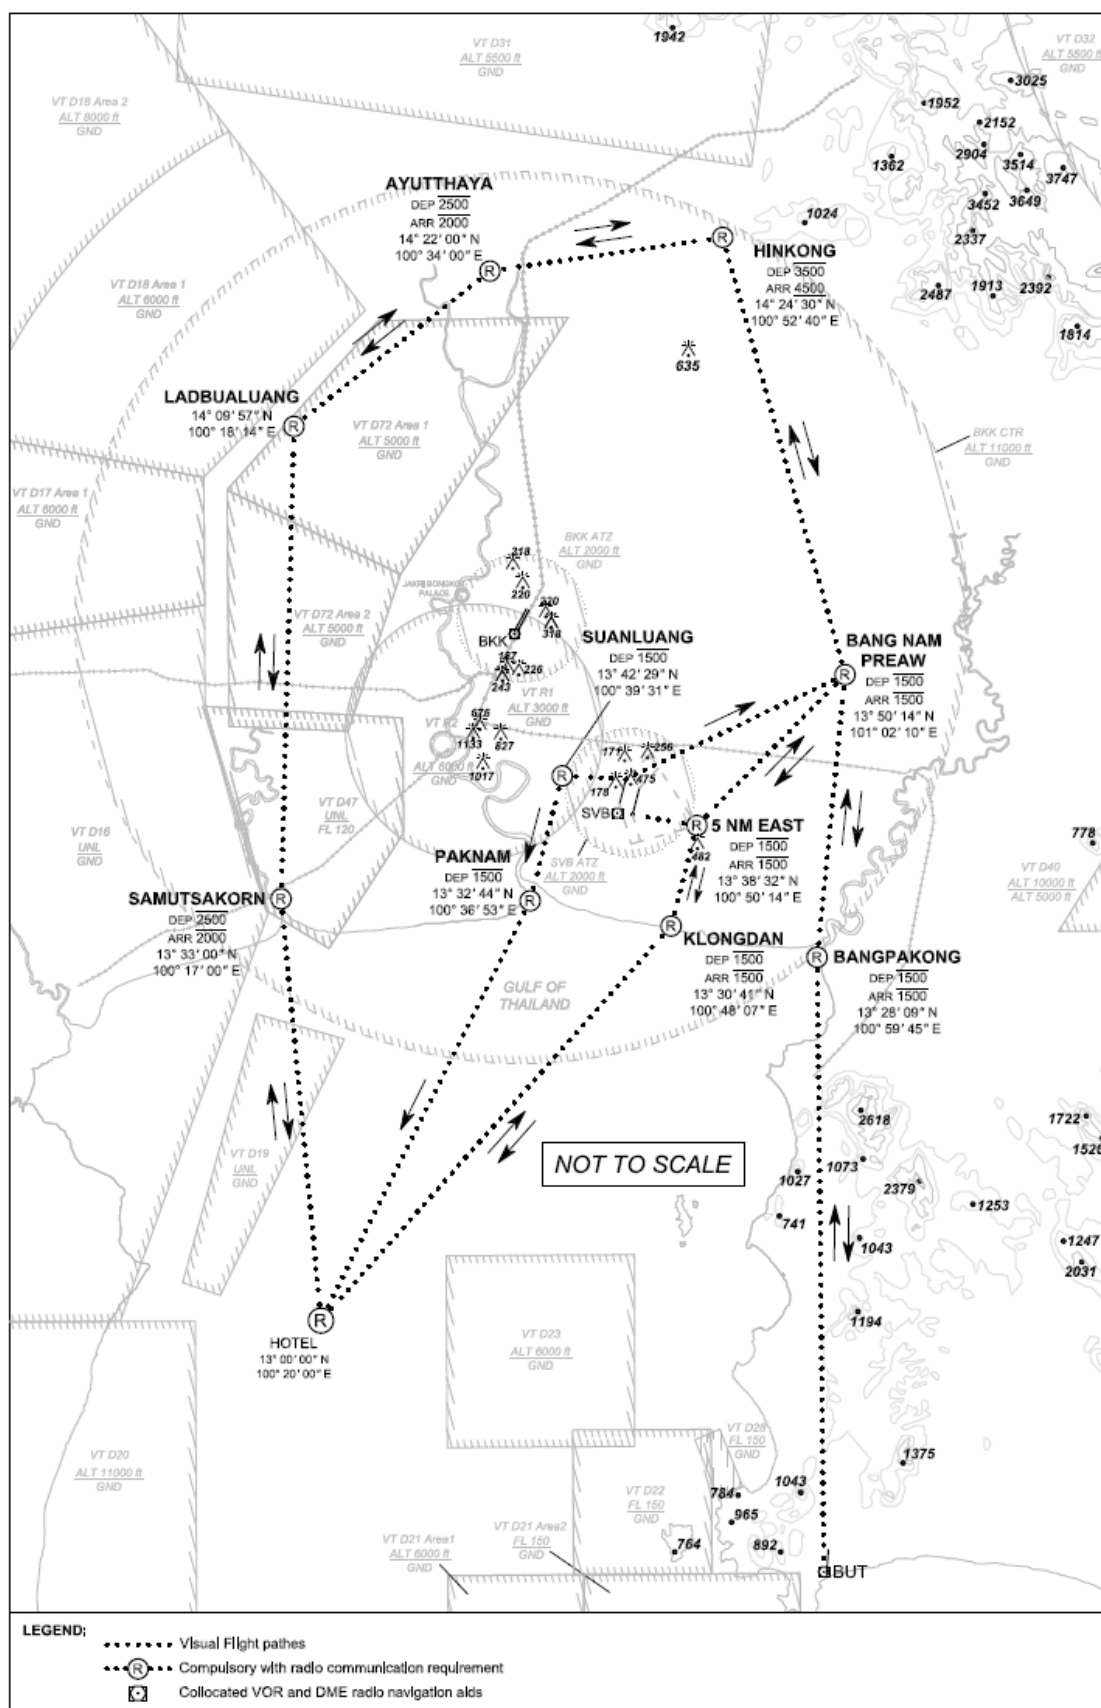 1942
VT D31
ALT 5500 ft
GND
VT D32
ALT 5500 ft
GND
3025
1952
2152
2904
3514
3747
1362
3452
3649
2337
1024
2487
1913
2392
1814
VT D18 Area 2
ALT 8000 ft
GND
AYUTTHAYA
DEP 2500
ARR 2000
14° 22' 00" N
100° 34' 00" E
HINKONG
DEP 3500
ARR 4500
14° 24' 30" N
100° 52' 40" E
VT D18 Area 1
ALT 6000 ft
GND
635
LADBUALUANG
14° 09' 57" N
100° 18' 14" E
VT D72 Area 1
ALT 5000 ft
GND
BKK CTR
ALT 11000 ft
GND
VT D17 Area 1
ALT 6000 ft
GND
BKK ATZ
ALT 2000 ft
GND
218
220
318
PALACE
VT D72 Area 2
ALT 5000 ft
GND
BKK
226
243
SUANLUANG
DEP 1500
13° 42' 29" N
100° 39' 31" E
BANG NAM
PREAW
DEP 1500
ARR 1500
13° 50' 14" N
101° 02' 10" E
VT R1
ALT 3000 ft
GND
676
1133
827
1017
VT R2
GND
171
256
178
475
SVB
VT D47
UNL
FL 120
VT D16
UNL
GND
5 NM EAST
DEP 1500
ARR 1500
13° 38' 32" N
100° 50' 14" E
482
778
PAKNAM
DEP 1500
13° 32' 44" N
100° 36' 53" E
SVB ATZ
ALT 2000 ft
GND
VT D40
ALT 10000 ft
ALT 5000 ft
SAMUTSAKORN
DEP 2500
ARR 2000
13° 33' 00" N
100° 17' 00" E
KLONGDAN
DEP 1500
ARR 1500
13° 30' 41" N
100° 48' 07" E
BANGPAKONG
DEP 1500
ARR 1500
13° 28' 09" N
100° 59' 45" E
GULF OF
THAILAND
2618
1722
VT D19
UNL
GND
NOT TO SCALE
1073
1027
2379
1253
741
1043
1247
2031
1194
HOTEL
13° 00' 00" N
100° 20' 00" E
VT D23
ALT 6000 ft
GND
VT D20
ALT 11000 ft
GND
VT D28
FL 150
GND
1375
1043
784
965
VT D22
FL 150
GND
764
892
VT D21 Area1
ALT 6000 ft
GND
VT D21 Area2
FL 150
GND
BUT
R
R
R
R
R
R
R
R
R
R
R
LEGEND;
Visual Flight pathes
R
Compulsory with radio communication requirement
Collocated VOR and DME radio navigation aids